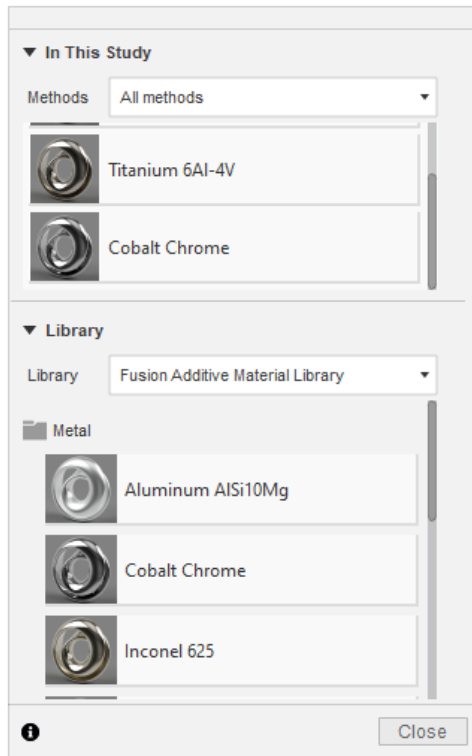 In This Study
Methods All methods
Titanium 6Al-4V
Cobalt Chrome
Library
Library Fusion Additive Material Library
Metal
Aluminum AlSi10Mg
Cobalt Chrome
Inconel 625
Close